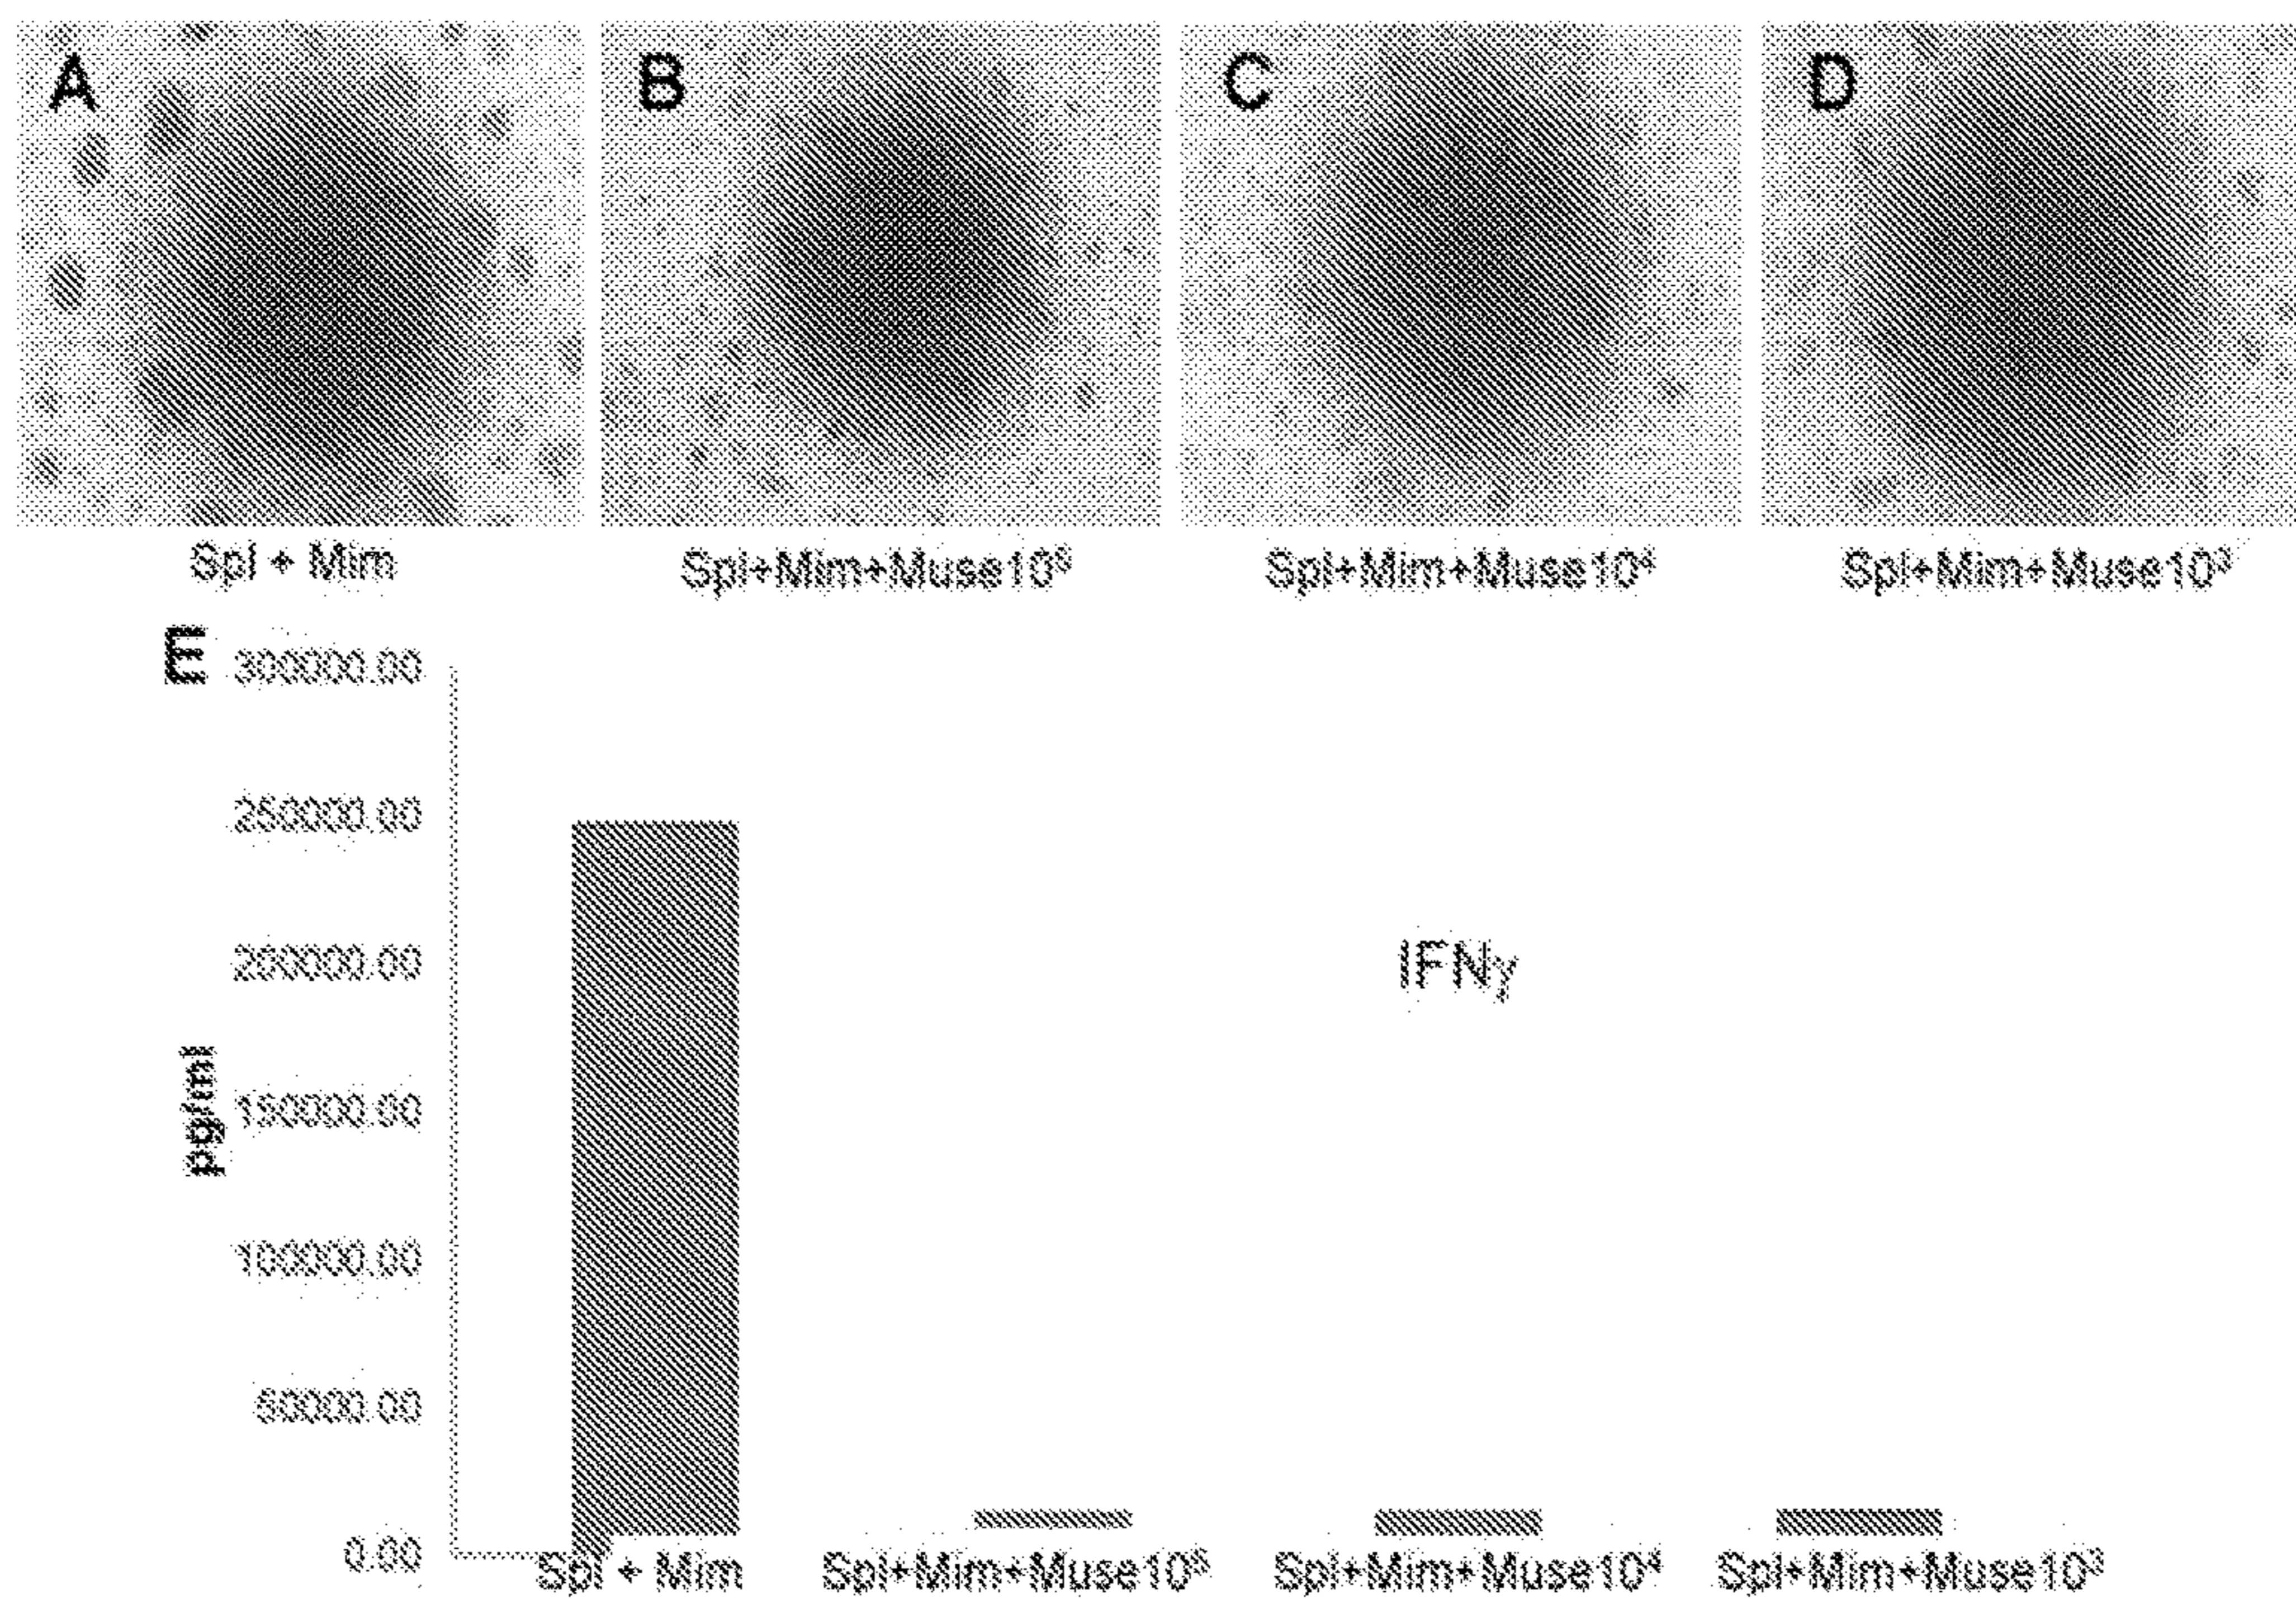 A B C D
Spl + Mim Spl+Mim+Muse10⁵ Spl+Mim+Muse10⁴ Spl+Mim+Muse10³
E
300000.00
250000.00
200000.00
IFNγ
pg/ml
150000.00
100000.00
50000.00
0.00
Spl + Mim Spl+Mim+Muse10⁵ Spl+Mim+Muse10⁴ Spl+Mim+Muse10³